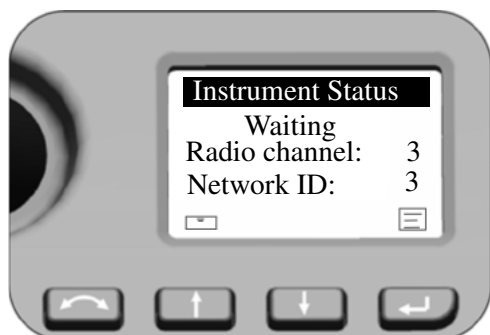 Instrument Status
Waiting
Radio channel: 3
Network ID: 3